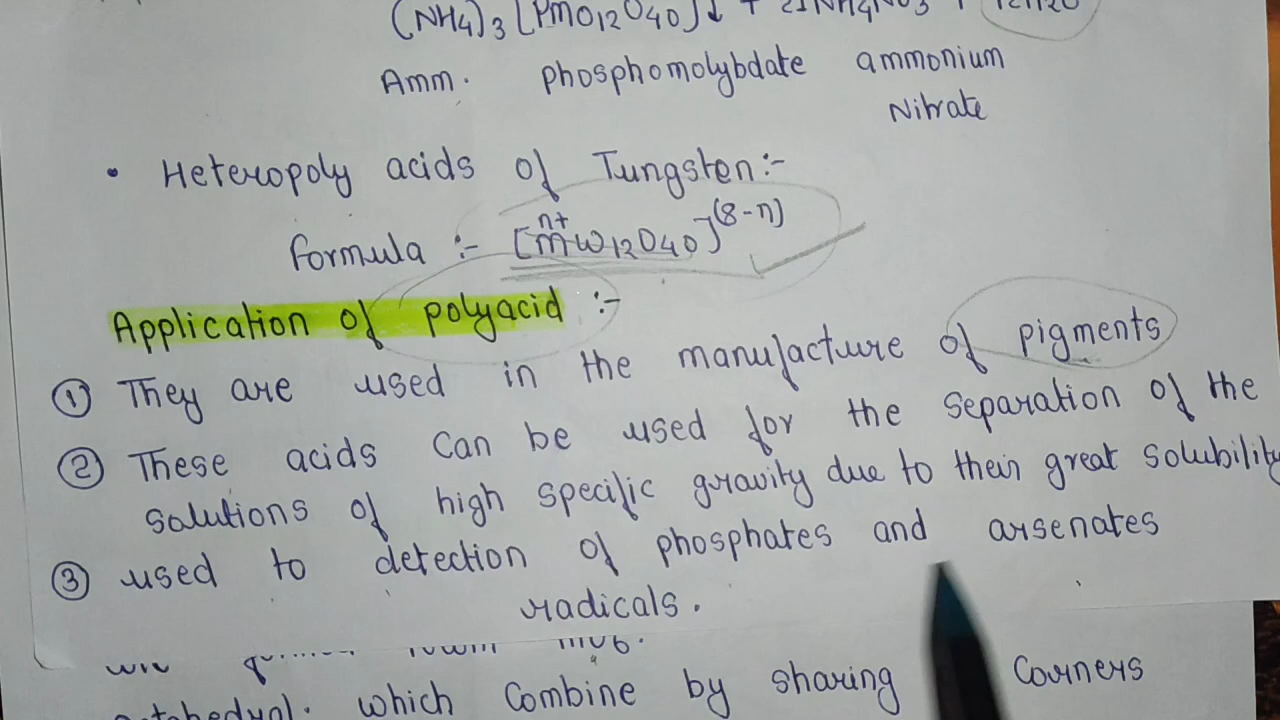 (NH4)3 [PMO12O40]↓ + 21NH4NO3 + 12H2O
Amm. phosphomolybdate ammonium
Nitrate
• Heteropoly acids of Tungsten:-
formula :- [m^n+ W12O40]^(8-n)
Application of polyacid :-
① They are used in the manufacture of pigments
② These acids can be used for the separation of the
solutions of high specific gravity due to their great solubility
③ used to detection of phosphates and arsenates
radicals.
which combine by sharing corners